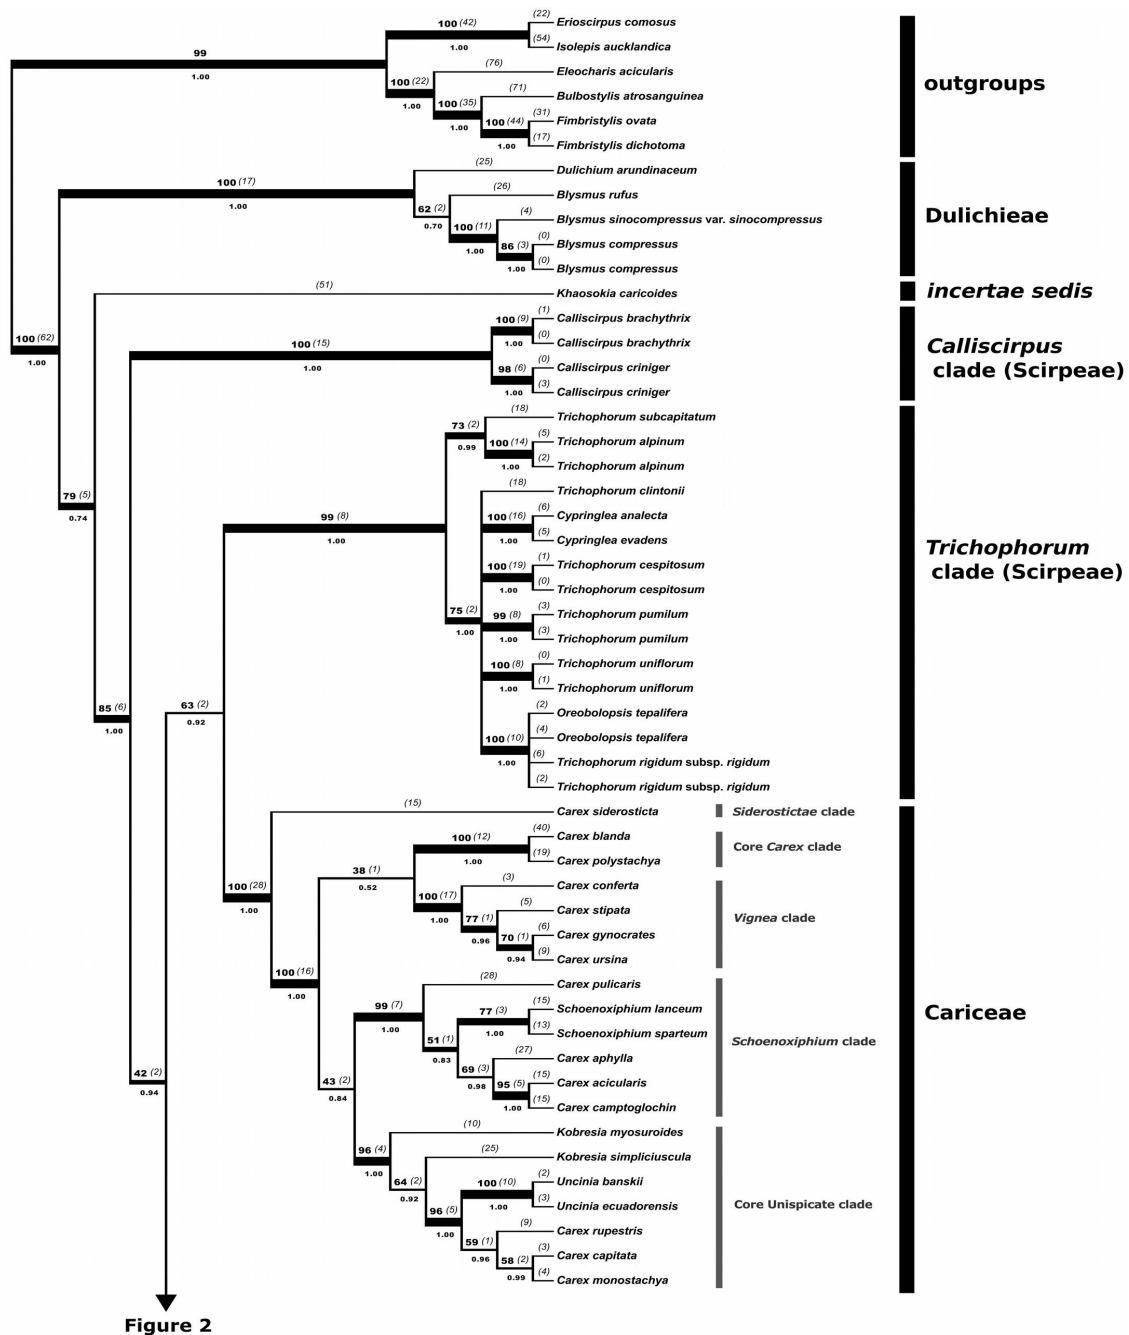 (22)
100 (42)
Erioscirpus comosus
1.00
(54)
Isolepis aucklandica
99
1.00
(76)
Eleocharis acicularis
100 (22)
1.00
(71)
Bulbostylis atrosanguinea
100 (35)
1.00
(31)
Fimbristylis ovata
100 (44)
1.00
(17)
Fimbristylis dichotoma
outgroups
(25)
Dulichium arundinaceum
100 (17)
1.00
(26)
Blysmus rufus
62 (2)
0.70
(4)
Blysmus sinocompressus var. sinocompressus
100 (11)
1.00
(0)
Blysmus compressus
86 (3)
1.00
(0)
Blysmus compressus
Dulichieae
(51)
Khaosokia caricoides
incertae sedis
100 (62)
1.00
(1)
Calliscirpus brachythrix
100 (9)
1.00
(0)
Calliscirpus brachythrix
100 (15)
1.00
(0)
Calliscirpus criniger
98 (6)
1.00
(3)
Calliscirpus criniger
Calliscirpus
clade (Scirpeae)
(18)
Trichophorum subcapitatum
73 (2)
0.99
(5)
Trichophorum alpinum
100 (14)
1.00
(2)
Trichophorum alpinum
79 (5)
0.74
(18)
Trichophorum clintonii
99 (8)
1.00
(6)
Cypringlea analecta
100 (16)
1.00
(5)
Cypringlea evadens
(1)
Trichophorum cespitosum
100 (19)
1.00
(0)
Trichophorum cespitosum
75 (2)
1.00
(3)
Trichophorum pumilum
99 (8)
1.00
(3)
Trichophorum pumilum
(0)
Trichophorum uniflorum
100 (8)
1.00
(1)
Trichophorum uniflorum
(2)
Oreobolopsis tepalifera
(4)
Oreobolopsis tepalifera
100 (10)
1.00
(6)
Trichophorum rigidum subsp. rigidum
(2)
Trichophorum rigidum subsp. rigidum
Trichophorum
clade (Scirpeae)
85 (6)
1.00
63 (2)
0.92
(15)
Carex siderosticta
Siderostictae clade
(40)
Carex blanda
100 (12)
1.00
(19)
Carex polystachya
Core Carex clade
38 (1)
0.52
(3)
Carex conferta
100 (17)
1.00
(5)
Carex stipata
77 (1)
0.96
(6)
Carex gynocrates
70 (1)
0.94
(9)
Carex ursina
Vignea clade
100 (28)
1.00
100 (16)
1.00
(28)
Carex pulicaris
99 (7)
1.00
(15)
Schoenoxiphium lanceum
77 (3)
1.00
(13)
Schoenoxiphium sparteum
51 (1)
0.83
(27)
Carex aphylla
69 (3)
0.98
(15)
Carex acicularis
95 (5)
1.00
(15)
Carex camptoglochin
Schoenoxiphium clade
Cariceae
42 (2)
0.94
43 (2)
0.84
(10)
Kobresia myosuroides
96 (4)
1.00
(25)
Kobresia simpliciuscula
64 (2)
0.92
(2)
Uncinia banskii
100 (10)
1.00
(3)
Uncinia ecuadorensis
96 (5)
1.00
(9)
Carex rupestris
59 (1)
0.96
(3)
Carex capitata
58 (2)
0.99
(4)
Carex monostachya
Core Unispicate clade
Figure 2